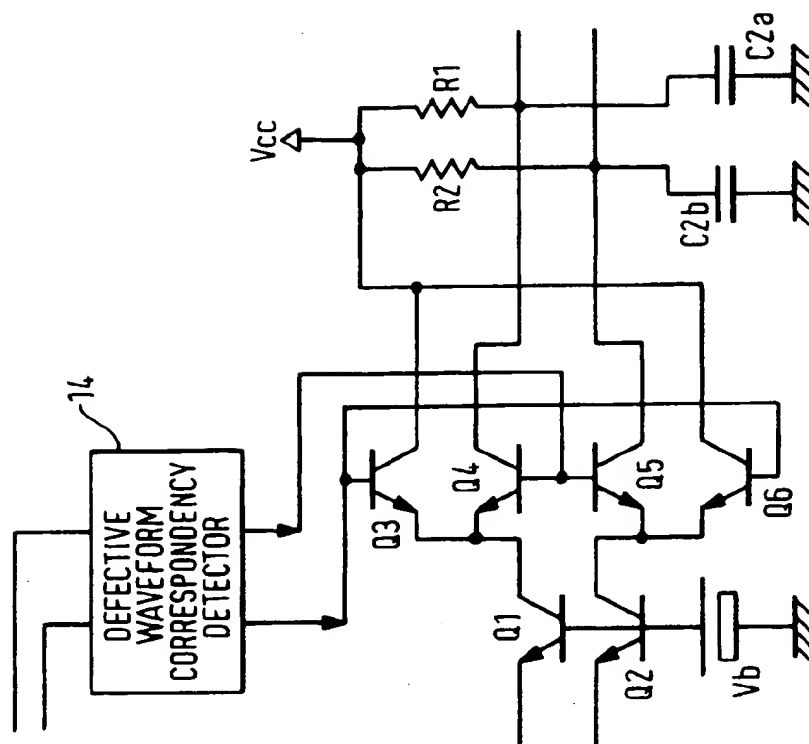 14
DEFECTIVE
WAVEFORM
CORRESPONDENCY
DETECTOR
Vcc
R1
R2
C2a
C2b
Q3
Q4
Q5
Q6
Q1
Q2
Vb